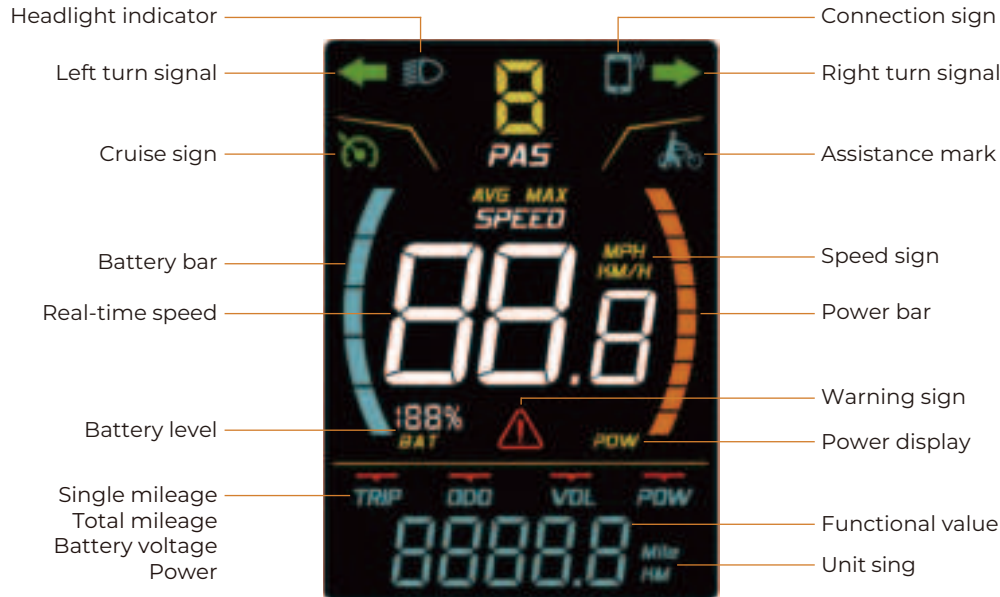 Headlight indicator
Connection sign
Left turn signal
Right turn signal
8
PAS
Cruise sign
Assistance mark
AVG MAX
SPEED
Battery bar
MPH
KM/H
Speed sign
Real-time speed
88.8
Power bar
Warning sign
Battery level
188%
BAT
POW
Power display
Single mileage
Total mileage
Battery voltage
Power
TRIP ODO VOL POW
8888.8
Mile
KM
Functional value
Unit sing